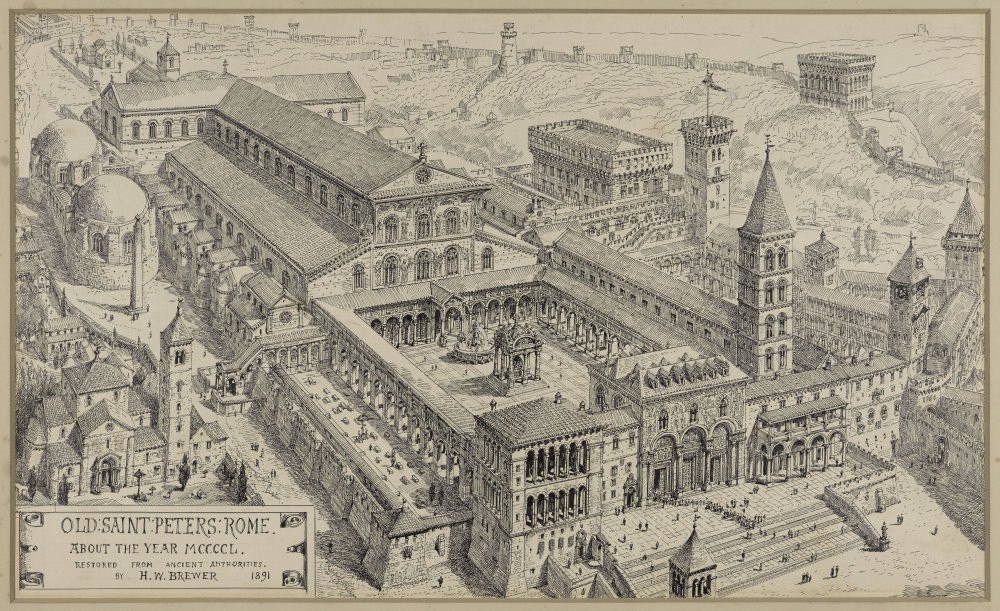 OLD:SAINT:PETERS:ROME.
ABOUT THE YEAR MCCCCL.
RESTORED FROM ANCIENT AUTHORITIES.
BY H.W. BREWER 1891